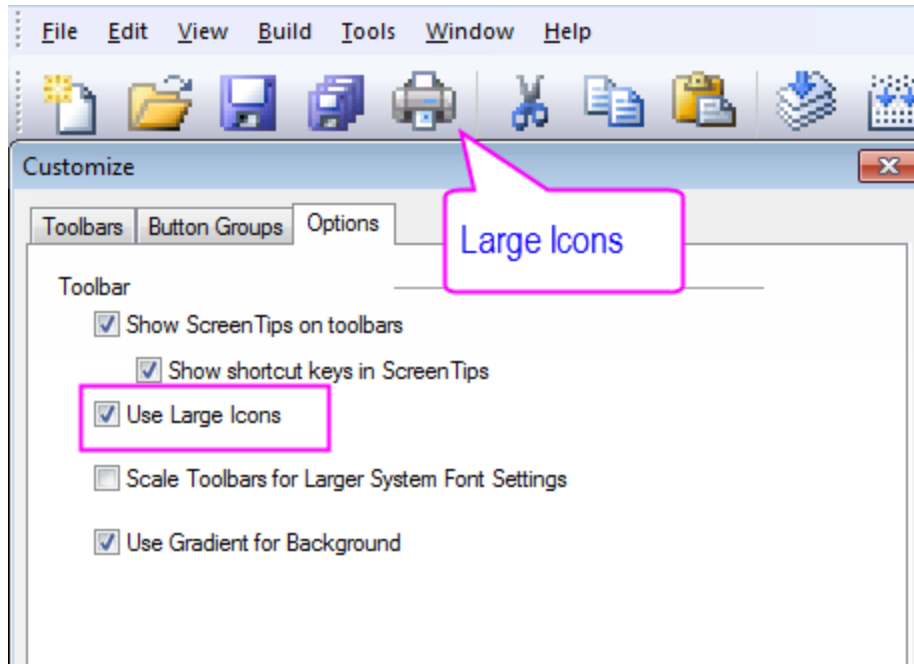 File Edit View Build Tools Window Help
Customize
Toolbars Button Groups Options
Large Icons
Toolbar
Show ScreenTips on toolbars
Show shortcut keys in ScreenTips
Use Large Icons
Scale Toolbars for Larger System Font Settings
Use Gradient for Background